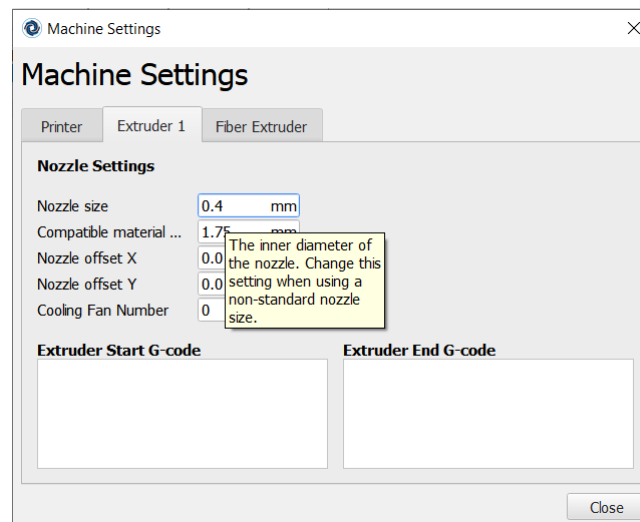 Machine Settings
Machine Settings
Printer
Extruder 1
Fiber Extruder
Nozzle Settings
Nozzle size
0.4 mm
Compatible material ...
1.75 mm
Nozzle offset X
0.0
Nozzle offset Y
0.0
Cooling Fan Number
0
The inner diameter of
the nozzle. Change this
setting when using a
non-standard nozzle
size.
Extruder Start G-code
Extruder End G-code
Close